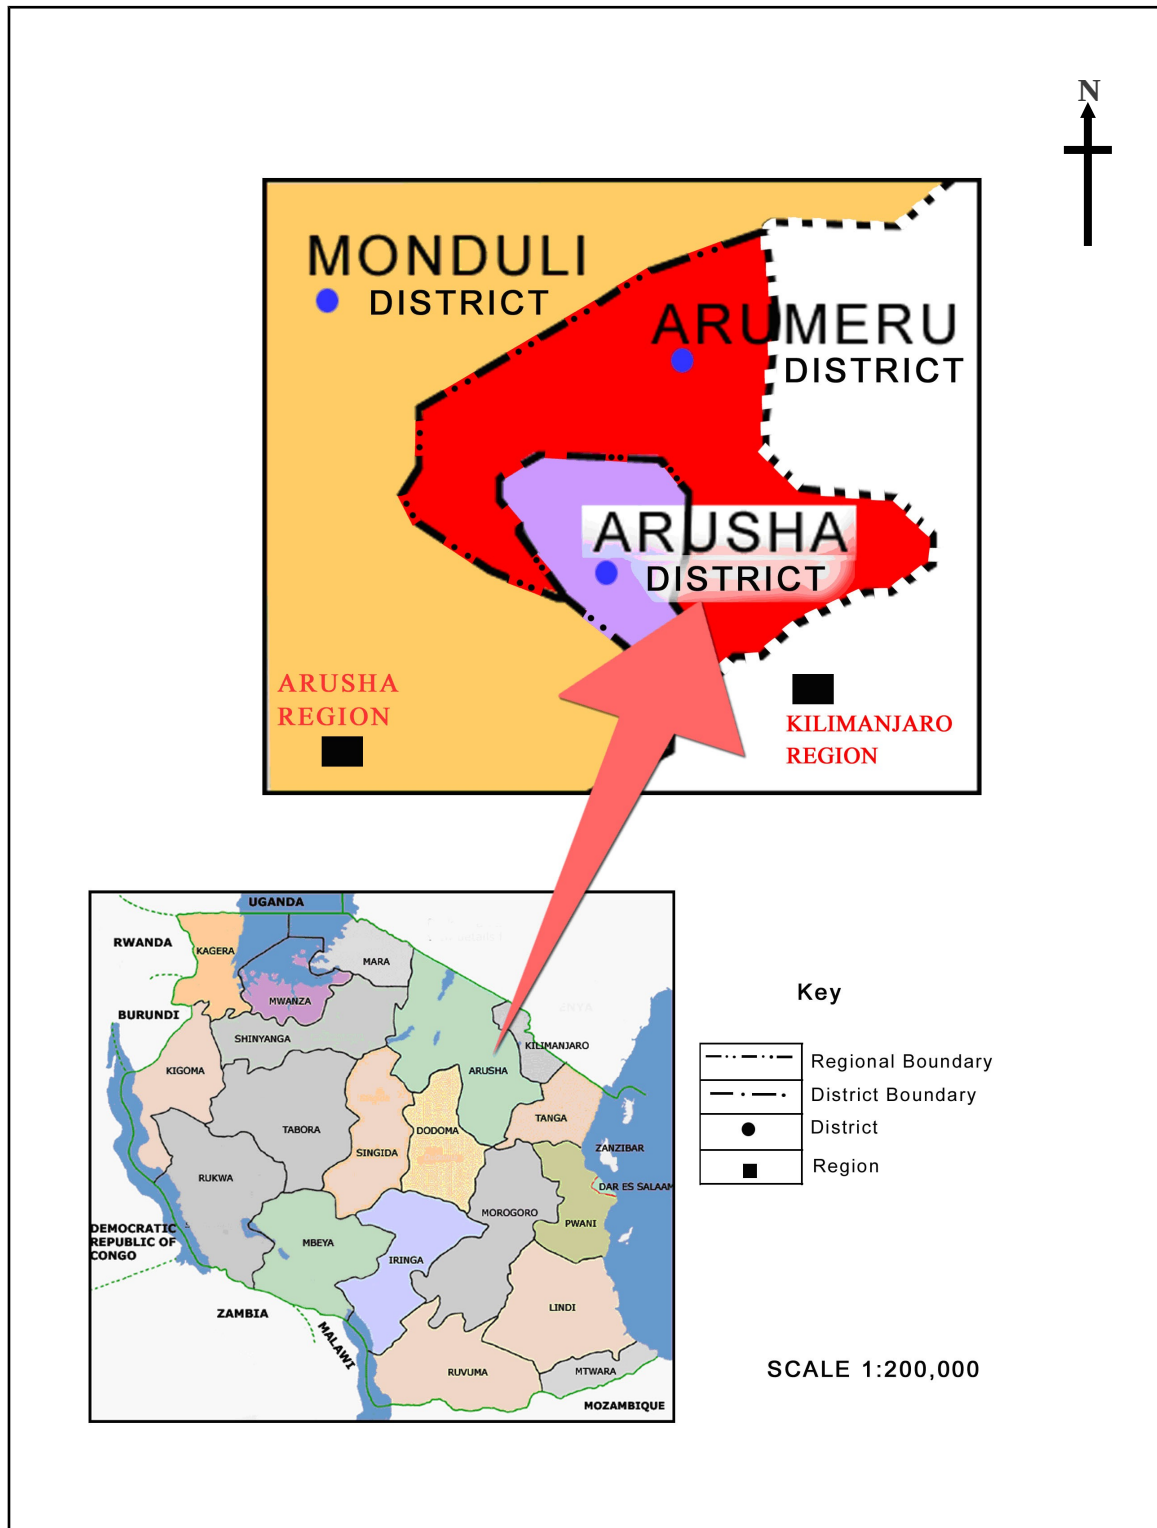 N
MONDULI
DISTRICT
ARUMERU
DISTRICT
ARUSHA
DISTRICT
ARUSHA
REGION
KILIMANJARO
REGION
UGANDA
RWANDA
KAGERA
MARA
MWANZA
BURUNDI
SHINYANGA
KILIMANJARO
KIGOMA
ARUSHA
TANGA
TABORA
DODOMA
SINGIDA
ZANZIBAR
RUKWA
DAR ES SALAAM
MOROGORO
PWANI
DEMOCRATIC
REPUBLIC OF
CONGO
MBEYA
IRINGA
ZAMBIA
LINDI
MALAWI
RUVUMA
MTWARA
MOZAMBIQUE
Key
Regional Boundary
District Boundary
District
Region
SCALE 1:200,000